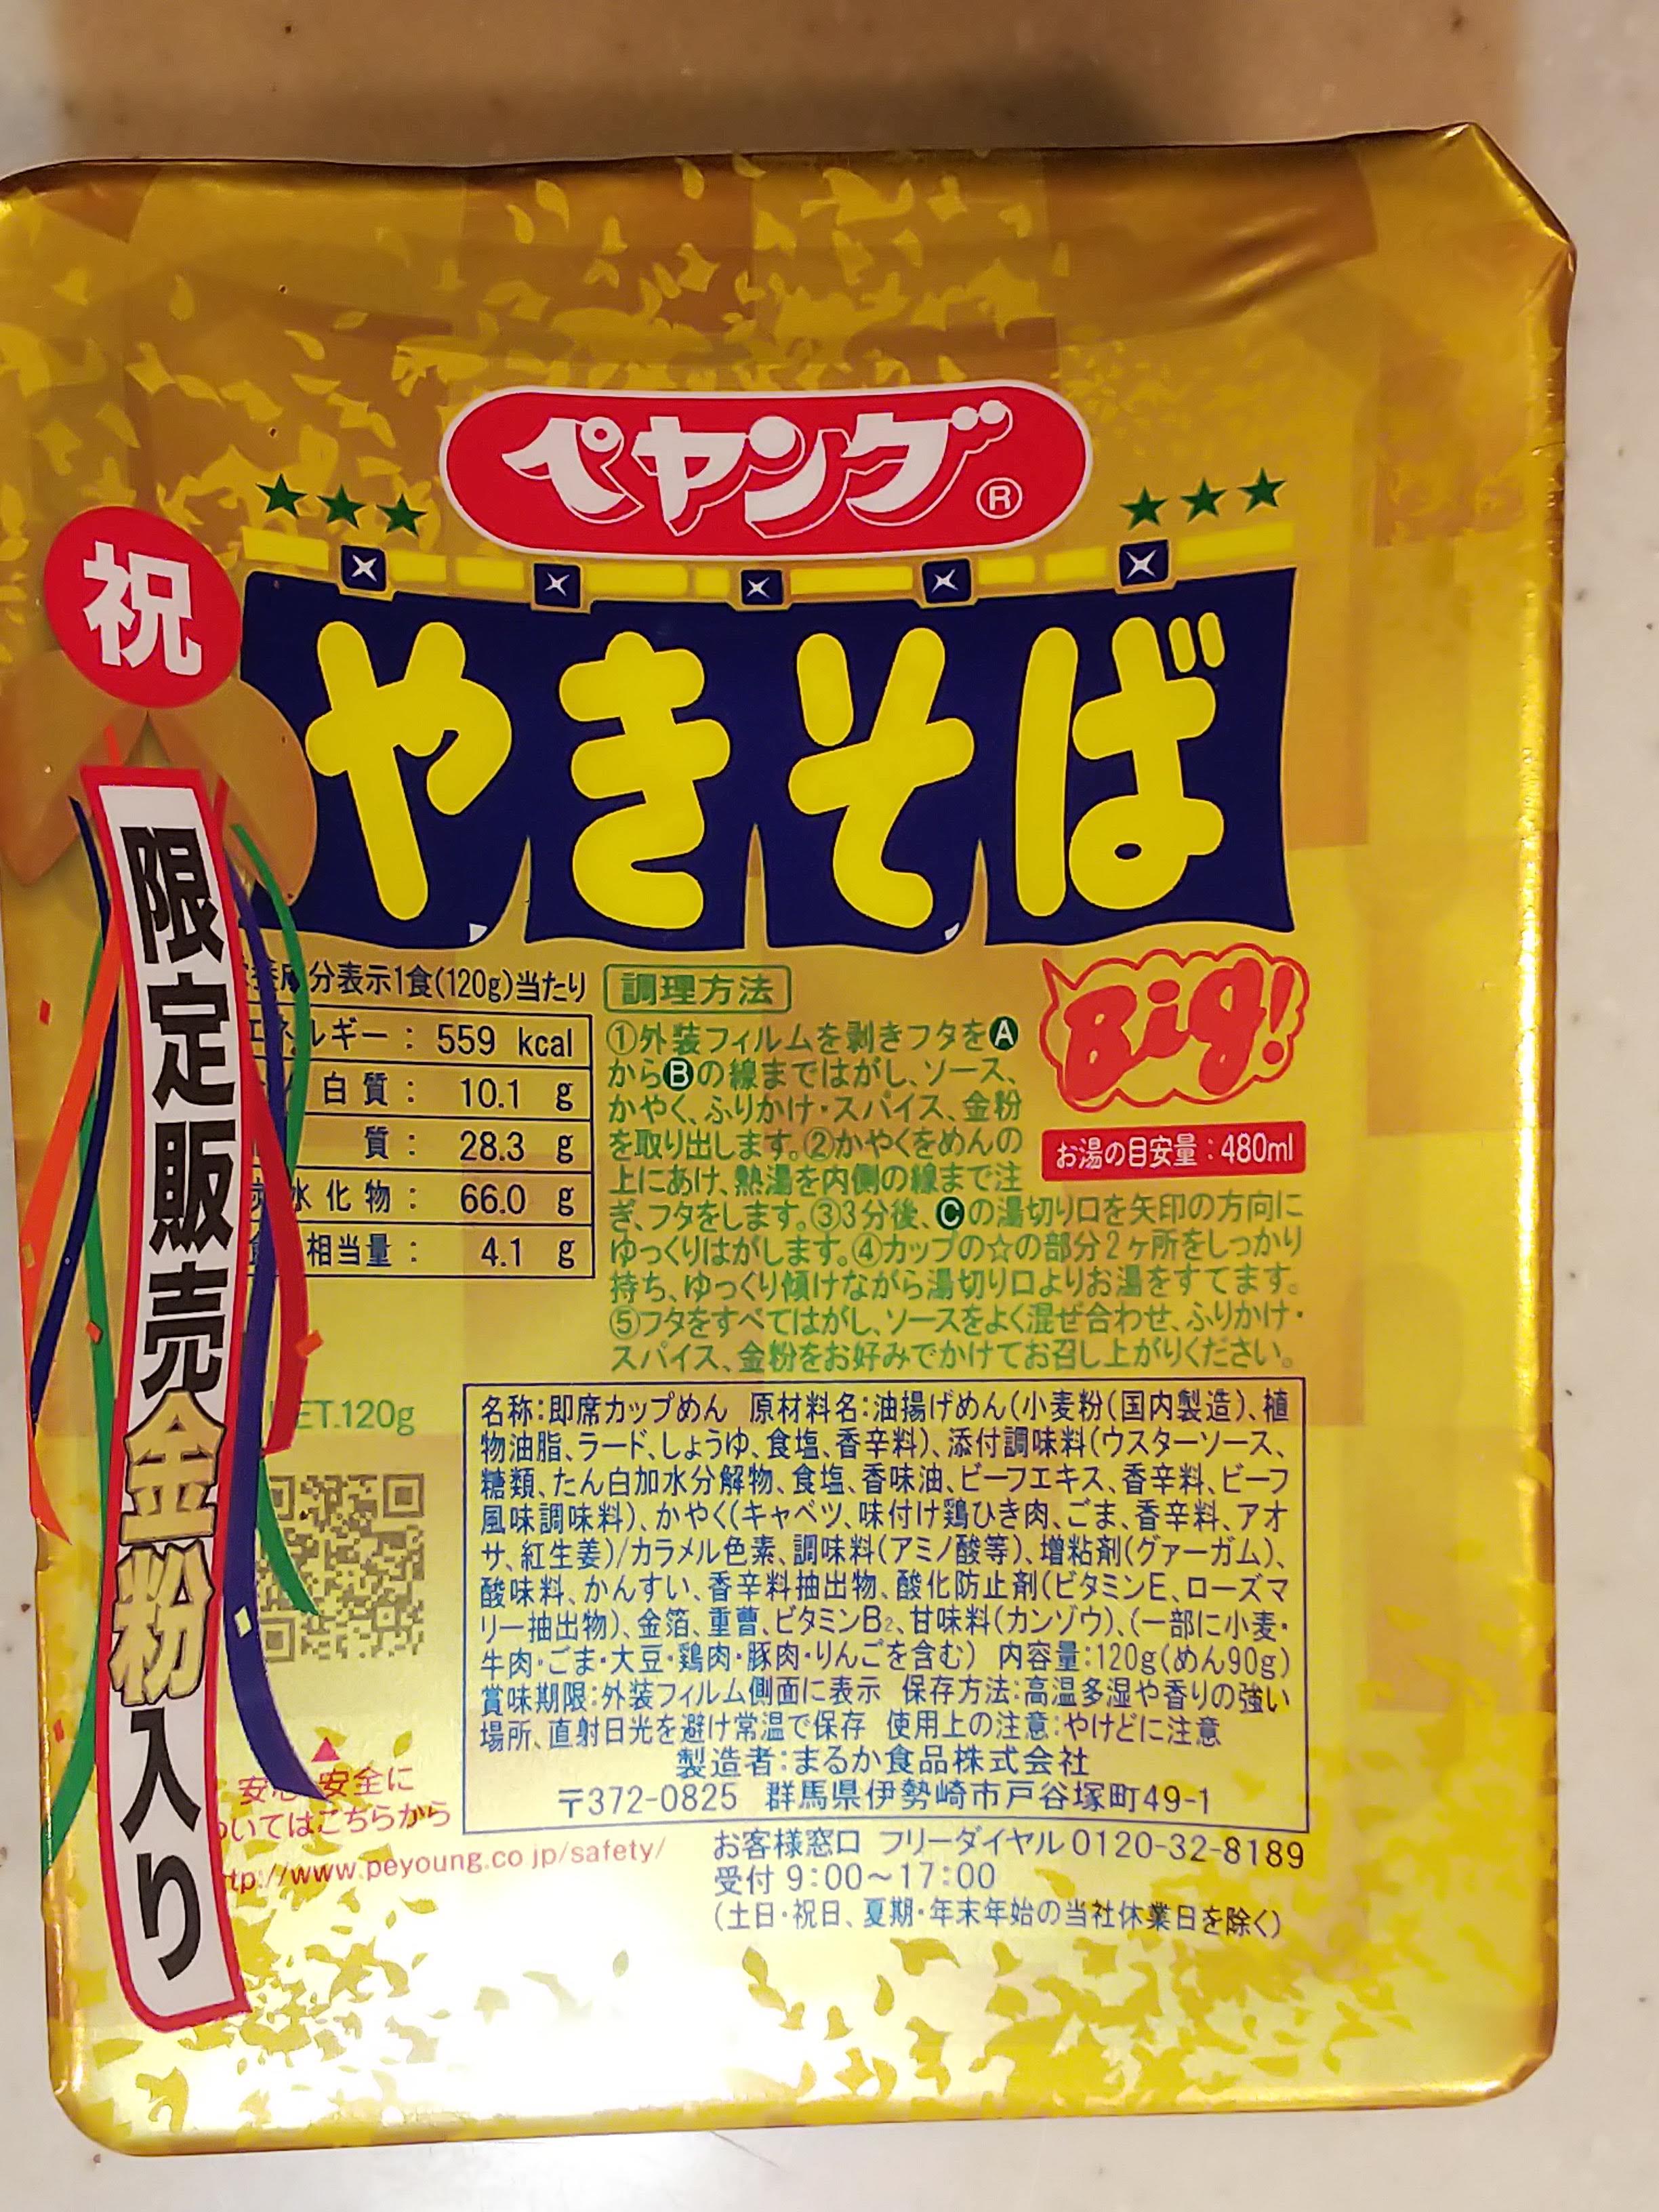 ペヤング®
やきそば
祝
限定販売金粉入り
分表示1食(120g)当たり
ルギー: 559 kcal
白質: 10.1 g
質: 28.3 g
水化物: 66.0 g
相当量: 4.1 g
調理方法
①外装フィルムを剥きフタをA
からBの線まではがし、ソース、
かやく、ふりかけ・スパイス、金粉
を取り出します。②かやくをめんの
上にあけ、熱湯を内側の線まで注
ぎ、フタをします。③3分後、Cの湯切り口を矢印の方向に
ゆっくりはがします。④カップの☆の部分2ヶ所をしっかり
持ち、ゆっくり傾けながら湯切り口よりお湯をすてます。
⑤フタをすべてはがし、ソースをよく混ぜ合わせ、ふりかけ・
スパイス、金粉をお好みでかけてお召し上がりください。
Big!
お湯の目安量:480ml
ET.120g
名称:即席カップめん 原材料名:油揚げめん(小麦粉(国内製造)、植
物油脂、ラード、しょうゆ、食塩、香辛料)、添付調味料(ウスターソース、
糖類、たん白加水分解物、食塩、香味油、ビーフエキス、香辛料、ビーフ
風味調味料)、かやく(キャベツ、味付け鶏ひき肉、ごま、香辛料、アオ
サ、紅生姜)/カラメル色素、調味料(アミノ酸等)、増粘剤(グァーガム)、
酸味料、かんすい、香辛料抽出物、酸化防止剤(ビタミンE、ローズマ
リー抽出物)、金箔、重曹、ビタミンB2、甘味料(カンゾウ)、(一部に小麦・
牛肉・ごま・大豆・鶏肉・豚肉・りんごを含む) 内容量:120g(めん90g)
賞味期限:外装フィルム側面に表示 保存方法:高温多湿や香りの強い
場所、直射日光を避け常温で保存 使用上の注意:やけどに注意
製造者:まるか食品株式会社
〒372-0825 群馬県伊勢崎市戸谷塚町49-1
安心 安全に
ついてはこちらから
tp://www.peyoung.co jp/safety/
お客様窓口 フリーダイヤル0120-32-8189
受付 9:00~17:00
(土日・祝日、夏期・年末年始の当社休業日を除く)